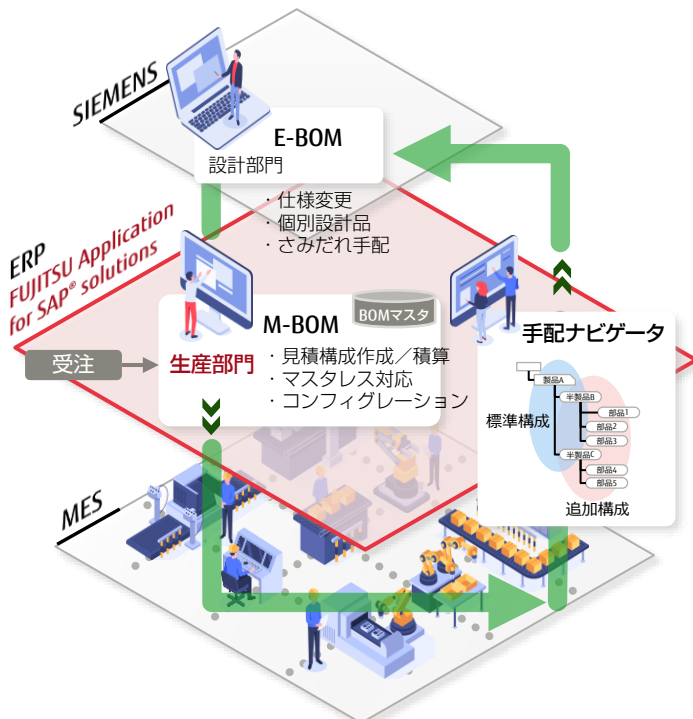 SIEMENS
E-BOM
設計部門
・仕様変更
・個別設計品
・さみだれ手配
ERP
FUJITSU Application
for SAP® solutions
BOMマスタ
M-BOM
受注
生産部門
・見積構成作成／積算
・マスタレス対応
・コンフィグレーション
手配ナビゲータ
製品A
半製品B
標準構成
部品1
部品2
部品3
半製品C
部品4
部品5
追加構成
MES